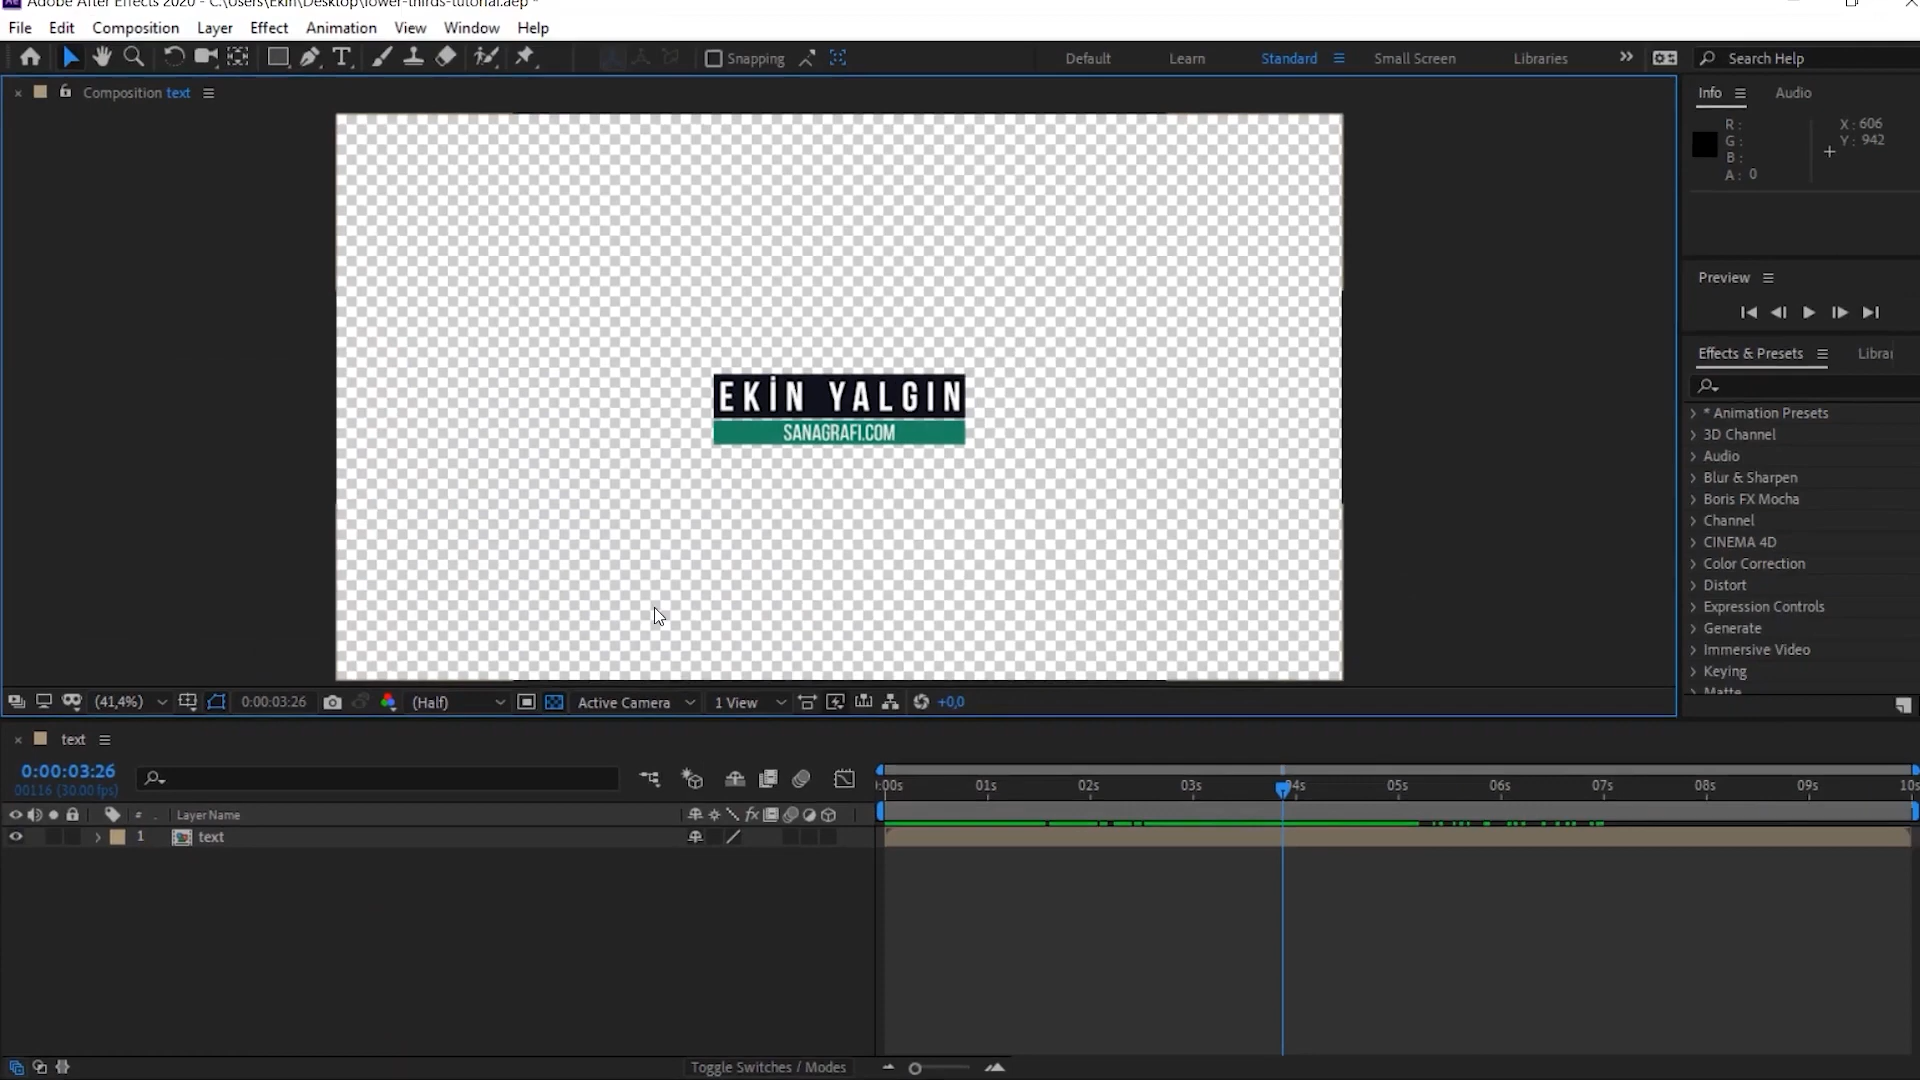 Adobe After Effects 2020 - C:\Users\Ekin\Desktop\lower-thirds-tutorial.aep *
File Edit Composition Layer Effect Animation View Window Help
Snapping Default Learn Standard Small Screen Libraries Search Help
Composition text
Info Audio
R :
G :
B :
A : 0
X : 606
Y : 942
EKİN YALGIN
SANAGRAFI.COM
Preview
Effects & Presets Librar
* Animation Presets
3D Channel
Audio
Blur & Sharpen
Boris FX Mocha
Channel
CINEMA 4D
Color Correction
Distort
Expression Controls
Generate
Immersive Video
Keying
Matte
(41,4%) 0:00:03:26 (Half) Active Camera 1 View +0,0
text
0:00:03:26
00116 (30.00 fps)
:00s 01s 02s 03s 04s 05s 06s 07s 08s 09s 10s
# Layer Name
1 text
Toggle Switches / Modes